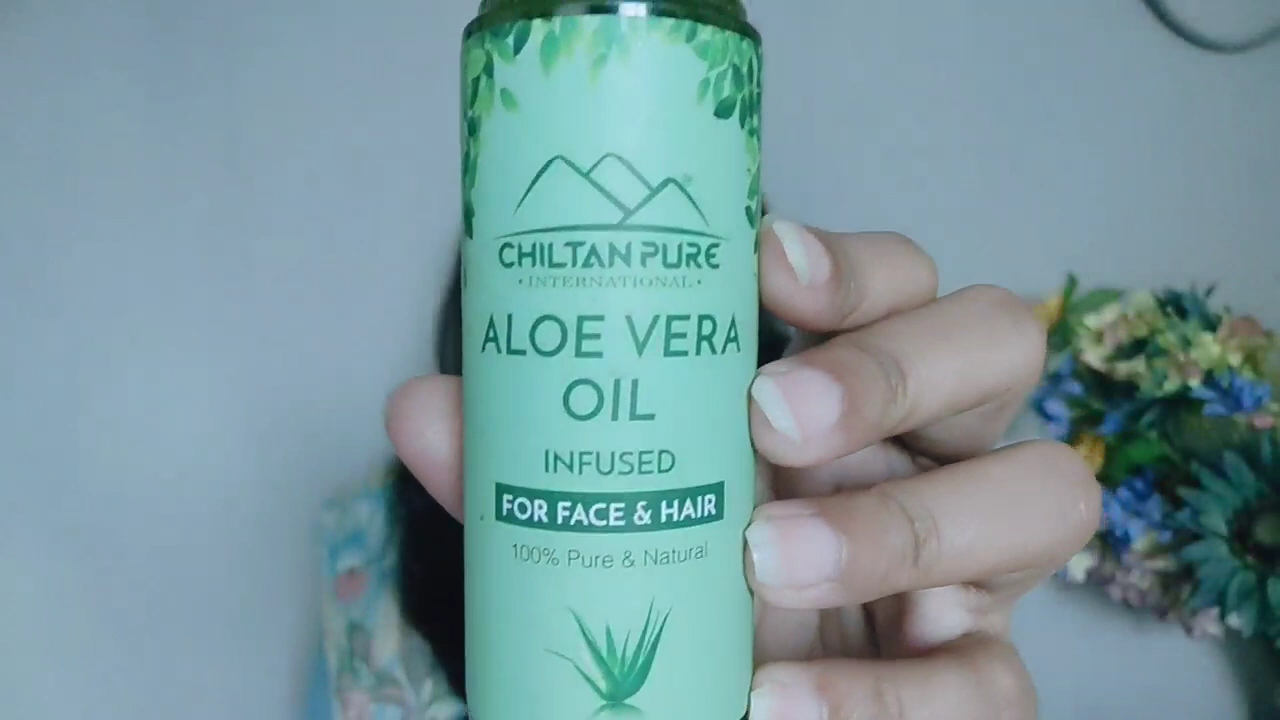 CHILTAN PURE
• INTERNATIONAL •
ALOE VERA
OIL
INFUSED
FOR FACE & HAIR
100% Pure & Natural